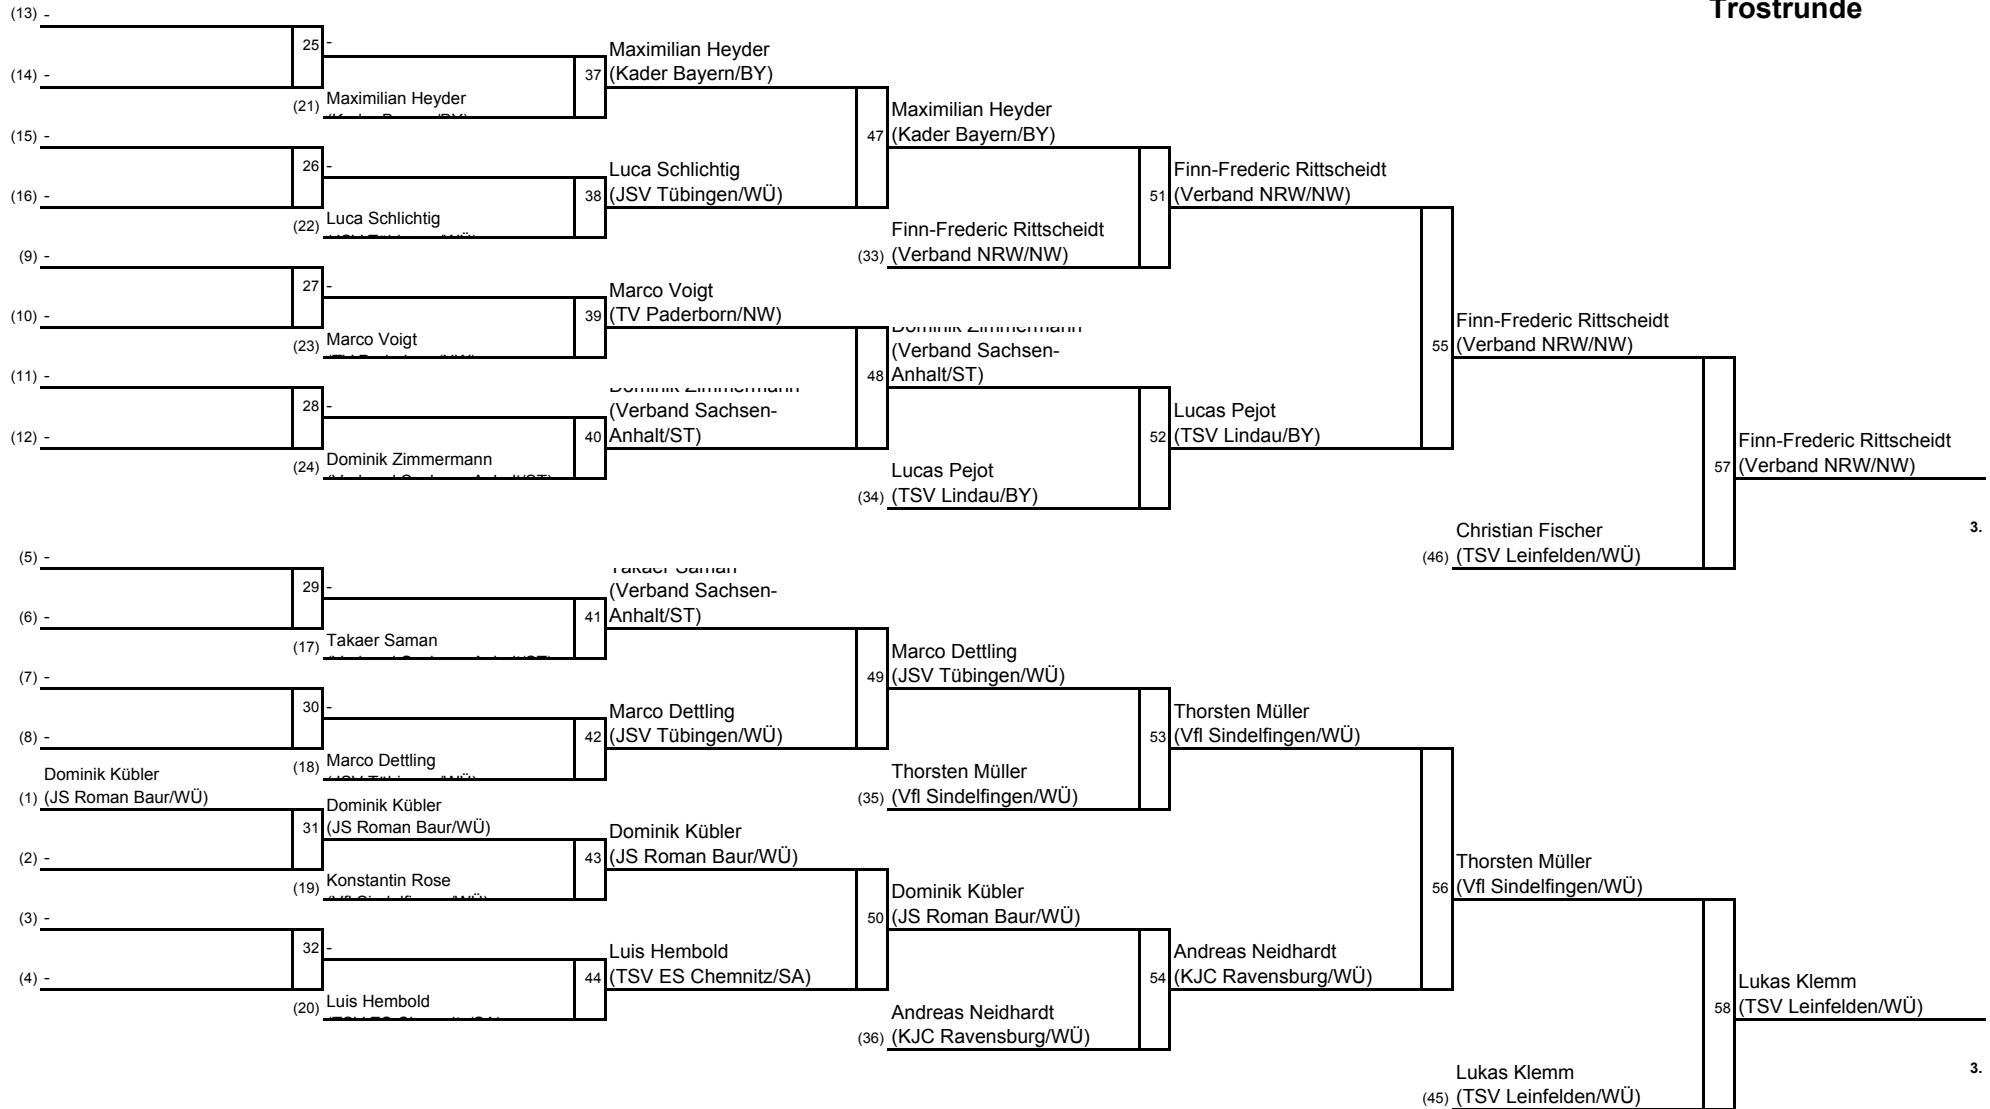 Trostrunde
(13) -
25 -
(14) -
(21) Maximilian Heyder
37 Maximilian Heyder
(Kader Bayern/BY)
(15) -
26 -
(16) -
(22) Luca Schlichtig
38 Luca Schlichtig
(JSV Tübingen/WÜ)
47 Maximilian Heyder
(Kader Bayern/BY)
(33) Finn-Frederic Rittscheidt
(Verband NRW/NW)
51 Finn-Frederic Rittscheidt
(Verband NRW/NW)
(9) -
27 -
(10) -
(23) Marco Voigt
39 Marco Voigt
(TV Paderborn/NW)
(11) -
28 -
(12) -
(24) Dominik Zimmermann
40 Dominik Zimmermann
(Verband Sachsen-
Anhalt/ST)
48 Dominik Zimmermann
(Verband Sachsen-
Anhalt/ST)
(34) Lucas Pejot
(TSV Lindau/BY)
52 Lucas Pejot
(TSV Lindau/BY)
55 Finn-Frederic Rittscheidt
(Verband NRW/NW)
(46) Christian Fischer
(TSV Leinfelden/WÜ)
57 Finn-Frederic Rittscheidt
(Verband NRW/NW)
3.
(5) -
29 -
(6) -
(17) Takaer Saman
41 Takaer Saman
(Verband Sachsen-
Anhalt/ST)
(7) -
30 -
(8) -
(18) Marco Dettling
42 Marco Dettling
(JSV Tübingen/WÜ)
49 Marco Dettling
(JSV Tübingen/WÜ)
(35) Thorsten Müller
(Vfl Sindelfingen/WÜ)
53 Thorsten Müller
(Vfl Sindelfingen/WÜ)
(1) Dominik Kübler
(JS Roman Baur/WÜ)
31 Dominik Kübler
(JS Roman Baur/WÜ)
(2) -
(19) Konstantin Rose
43 Dominik Kübler
(JS Roman Baur/WÜ)
(3) -
32 -
(4) -
(20) Luis Hembold
44 Luis Hembold
(TSV ES Chemnitz/SA)
50 Dominik Kübler
(JS Roman Baur/WÜ)
(36) Andreas Neidhardt
(KJC Ravensburg/WÜ)
54 Andreas Neidhardt
(KJC Ravensburg/WÜ)
56 Thorsten Müller
(Vfl Sindelfingen/WÜ)
(45) Lukas Klemm
(TSV Leinfelden/WÜ)
58 Lukas Klemm
(TSV Leinfelden/WÜ)
3.